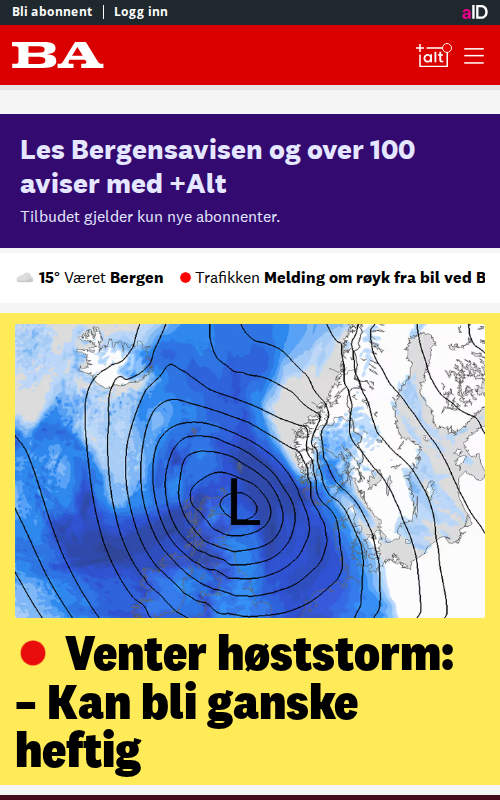 Bli abonnent | Logg inn
aID
BA
+alt
Les Bergensavisen og over 100
aviser med +Alt
Tilbudet gjelder kun nye abonnenter.
15° Været Bergen Trafikken Melding om røyk fra bil ved B
L
Venter høststorm:
– Kan bli ganske
heftig